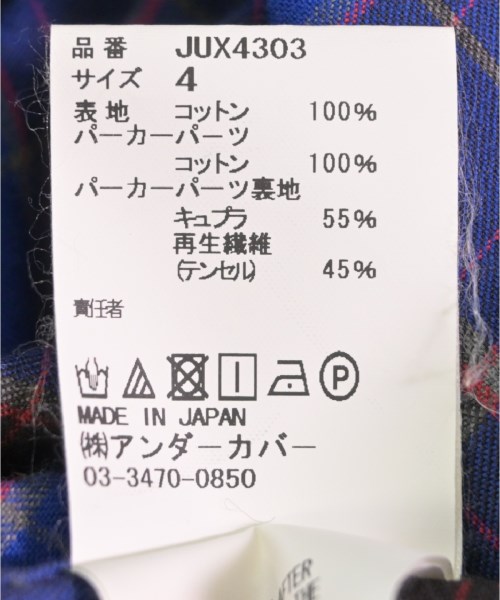 品番 JUX4303
サイズ 4
表地 コットン 100%
パーカーパーツ
コットン 100%
パーカーパーツ裏地
キュプラ 55%
再生繊維
(テンセル) 45%
責任者
P
MADE IN JAPAN
㈱アンダーカバー
03-3470-0850
AFTER
THE